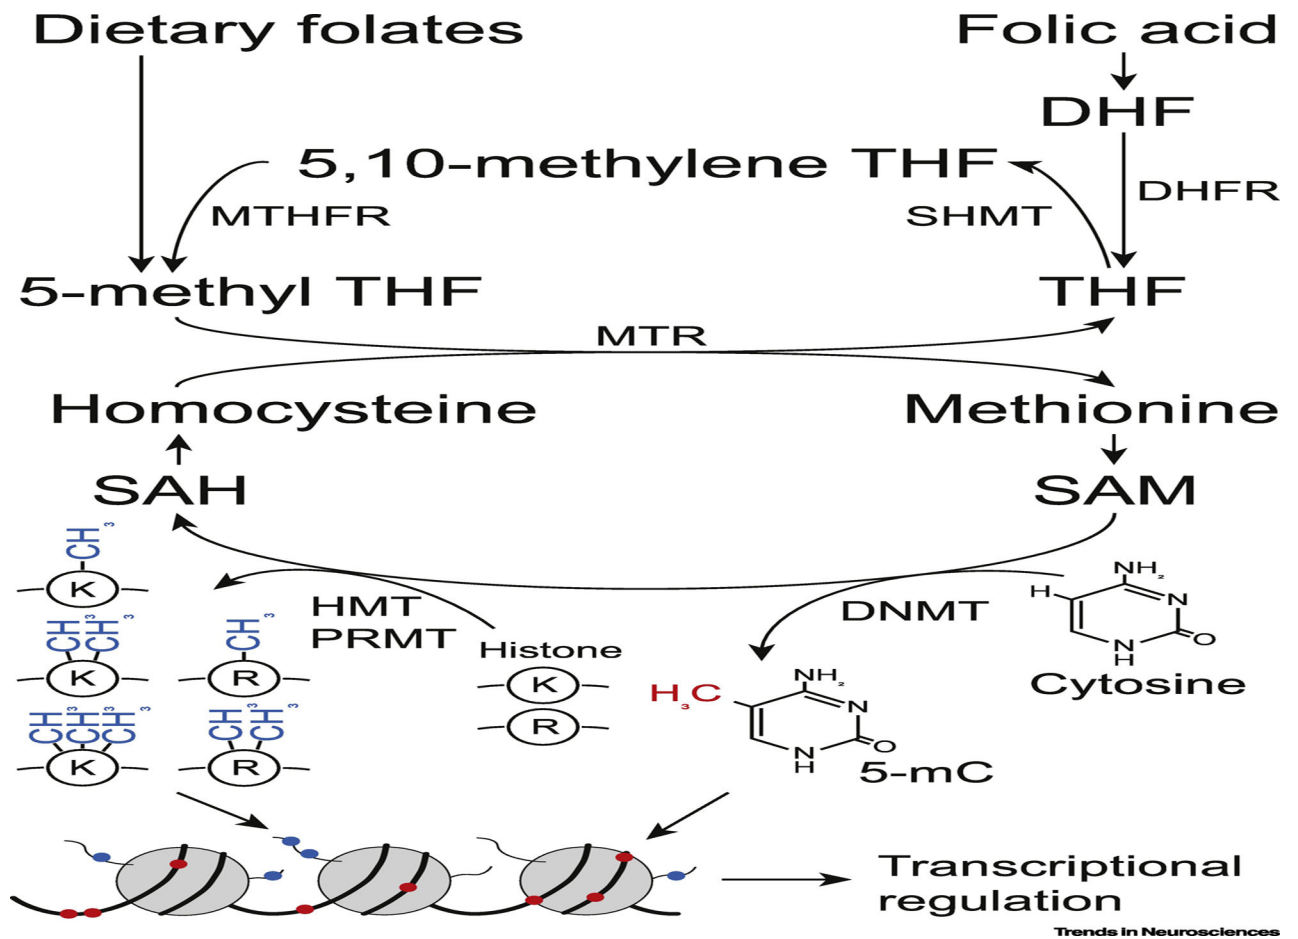 Dietary folates
Folic acid
DHF
5,10-methylene THF
DHFR
MTHFR
SHMT
5-methyl THF
THF
MTR
Homocysteine
Methionine
SAH
SAM
CH3
K
CH3 CH3
K
CH3 CH3 CH3
K
CH3
R
CH3 CH3
R
HMT
PRMT
Histone
K
R
DNMT
NH2
H
N
O
N
H
Cytosine
H3C
NH2
N
O
N
H
5-mC
Transcriptional
regulation
Trends in Neurosciences